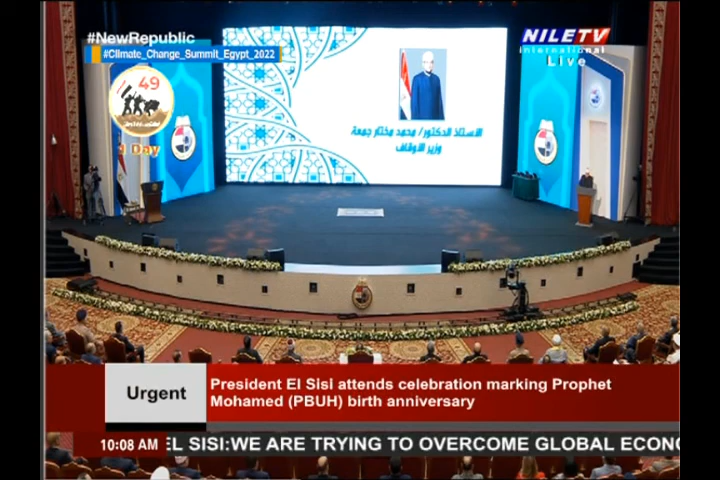 #NewRepublic
#Climate_Change_Summit_Egypt_2022
NILETV
International
Live
49
Day
الأستاذ الدكتور/ محمد مختار جمعة
وزير الأوقاف
Urgent
President El Sisi attends celebration marking Prophet
Mohamed (PBUH) birth anniversary
10:08 AM
EL SISI:WE ARE TRYING TO OVERCOME GLOBAL ECON